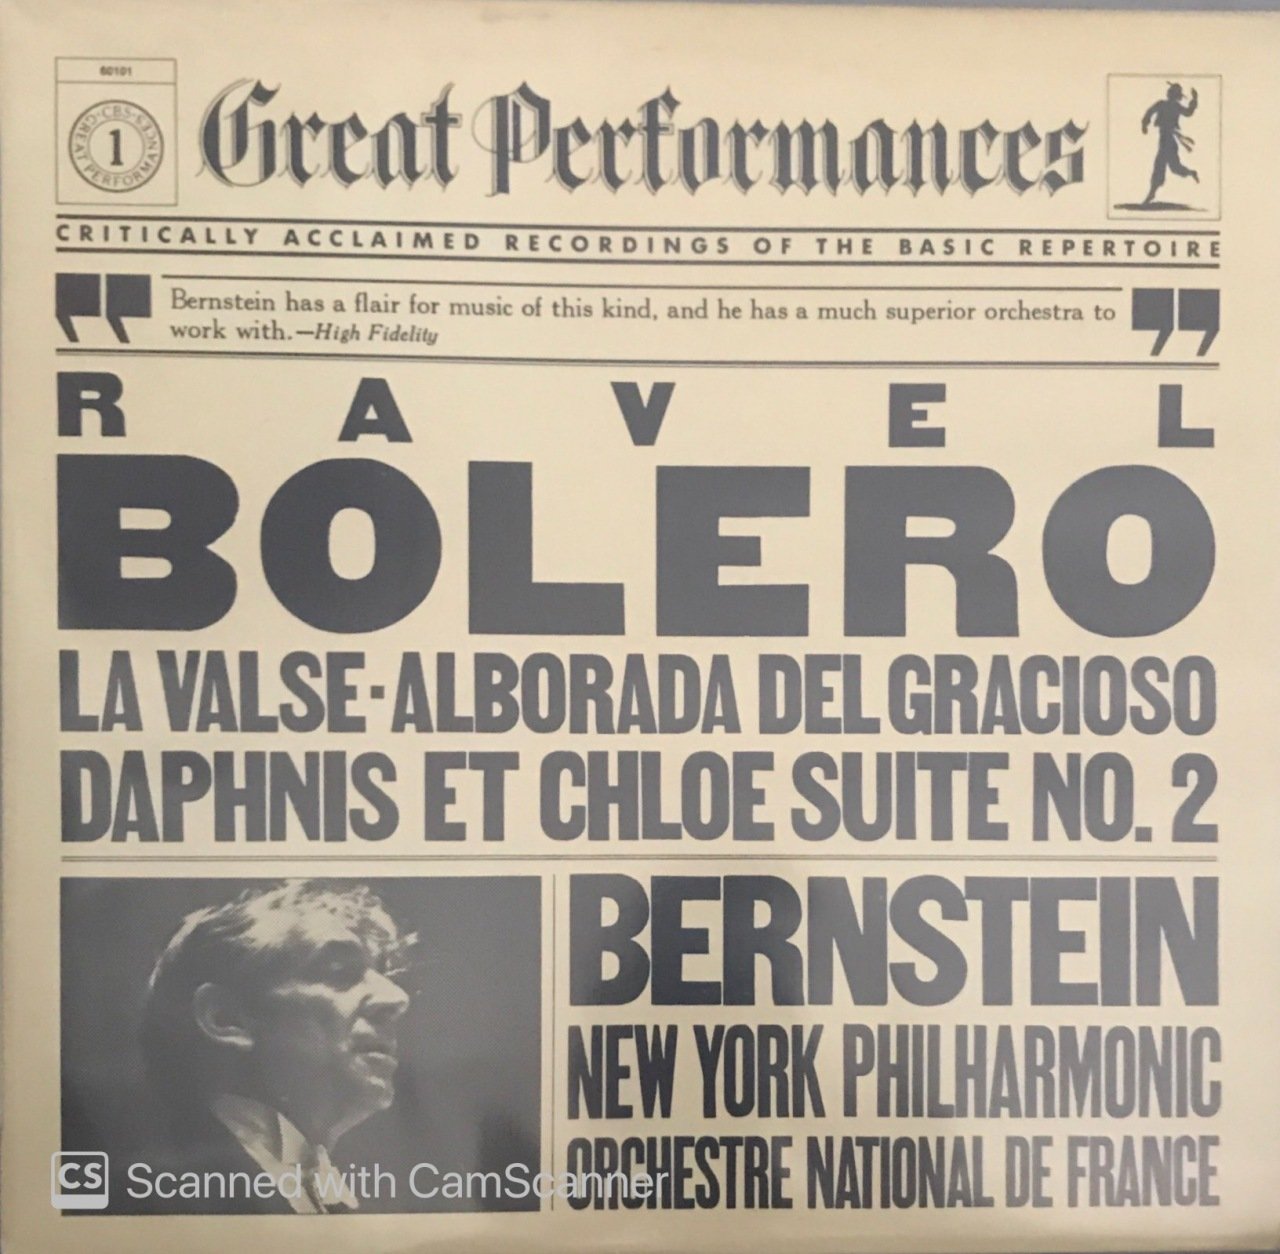 60101
CBS GREAT PERFORMANCES
1
Great Performances
CRITICALLY ACCLAIMED RECORDINGS OF THE BASIC REPERTOIRE
" Bernstein has a flair for music of this kind, and he has a much superior orchestra to "
work with.—High Fidelity
RAVEL
BOLERO
LA VALSE·ALBORADA DEL GRACIOSO
DAPHNIS ET CHLOE SUITE NO. 2
BERNSTEIN
NEW YORK PHILHARMONIC
ORCHESTRE NATIONAL DE FRANCE
CS Scanned with CamScanner